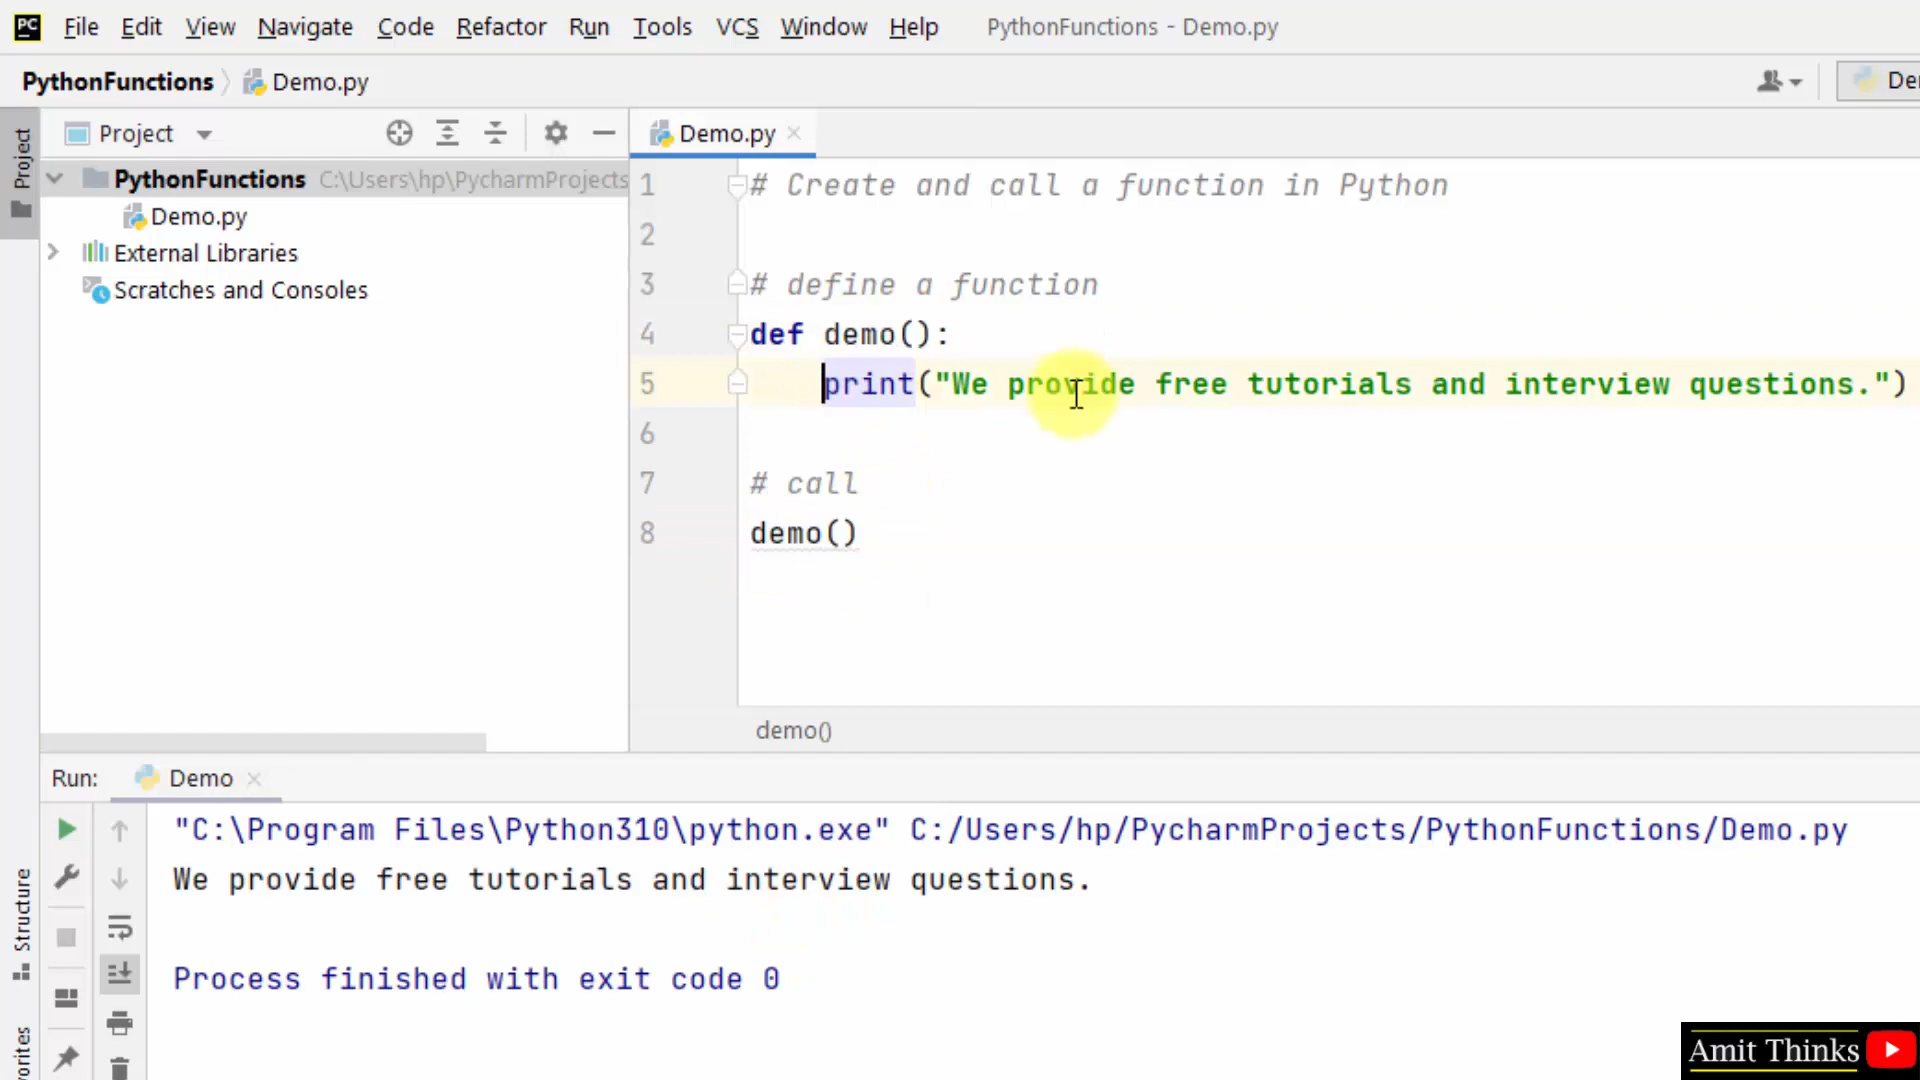 PC File Edit View Navigate Code Refactor Run Tools VCS Window Help PythonFunctions - Demo.py
PythonFunctions Demo.py
Project
Project
Demo.py
PythonFunctions C:\Users\hp\PycharmProjects
Demo.py
External Libraries
Scratches and Consoles
1 # Create and call a function in Python
2
3 # define a function
4 def demo():
5 print("We provide free tutorials and interview questions.")
6
7 # call
8 demo()
demo()
Run: Demo
"C:\Program Files\Python310\python.exe" C:/Users/hp/PycharmProjects/PythonFunctions/Demo.py
We provide free tutorials and interview questions.
Process finished with exit code 0
Structure
Amit Thinks